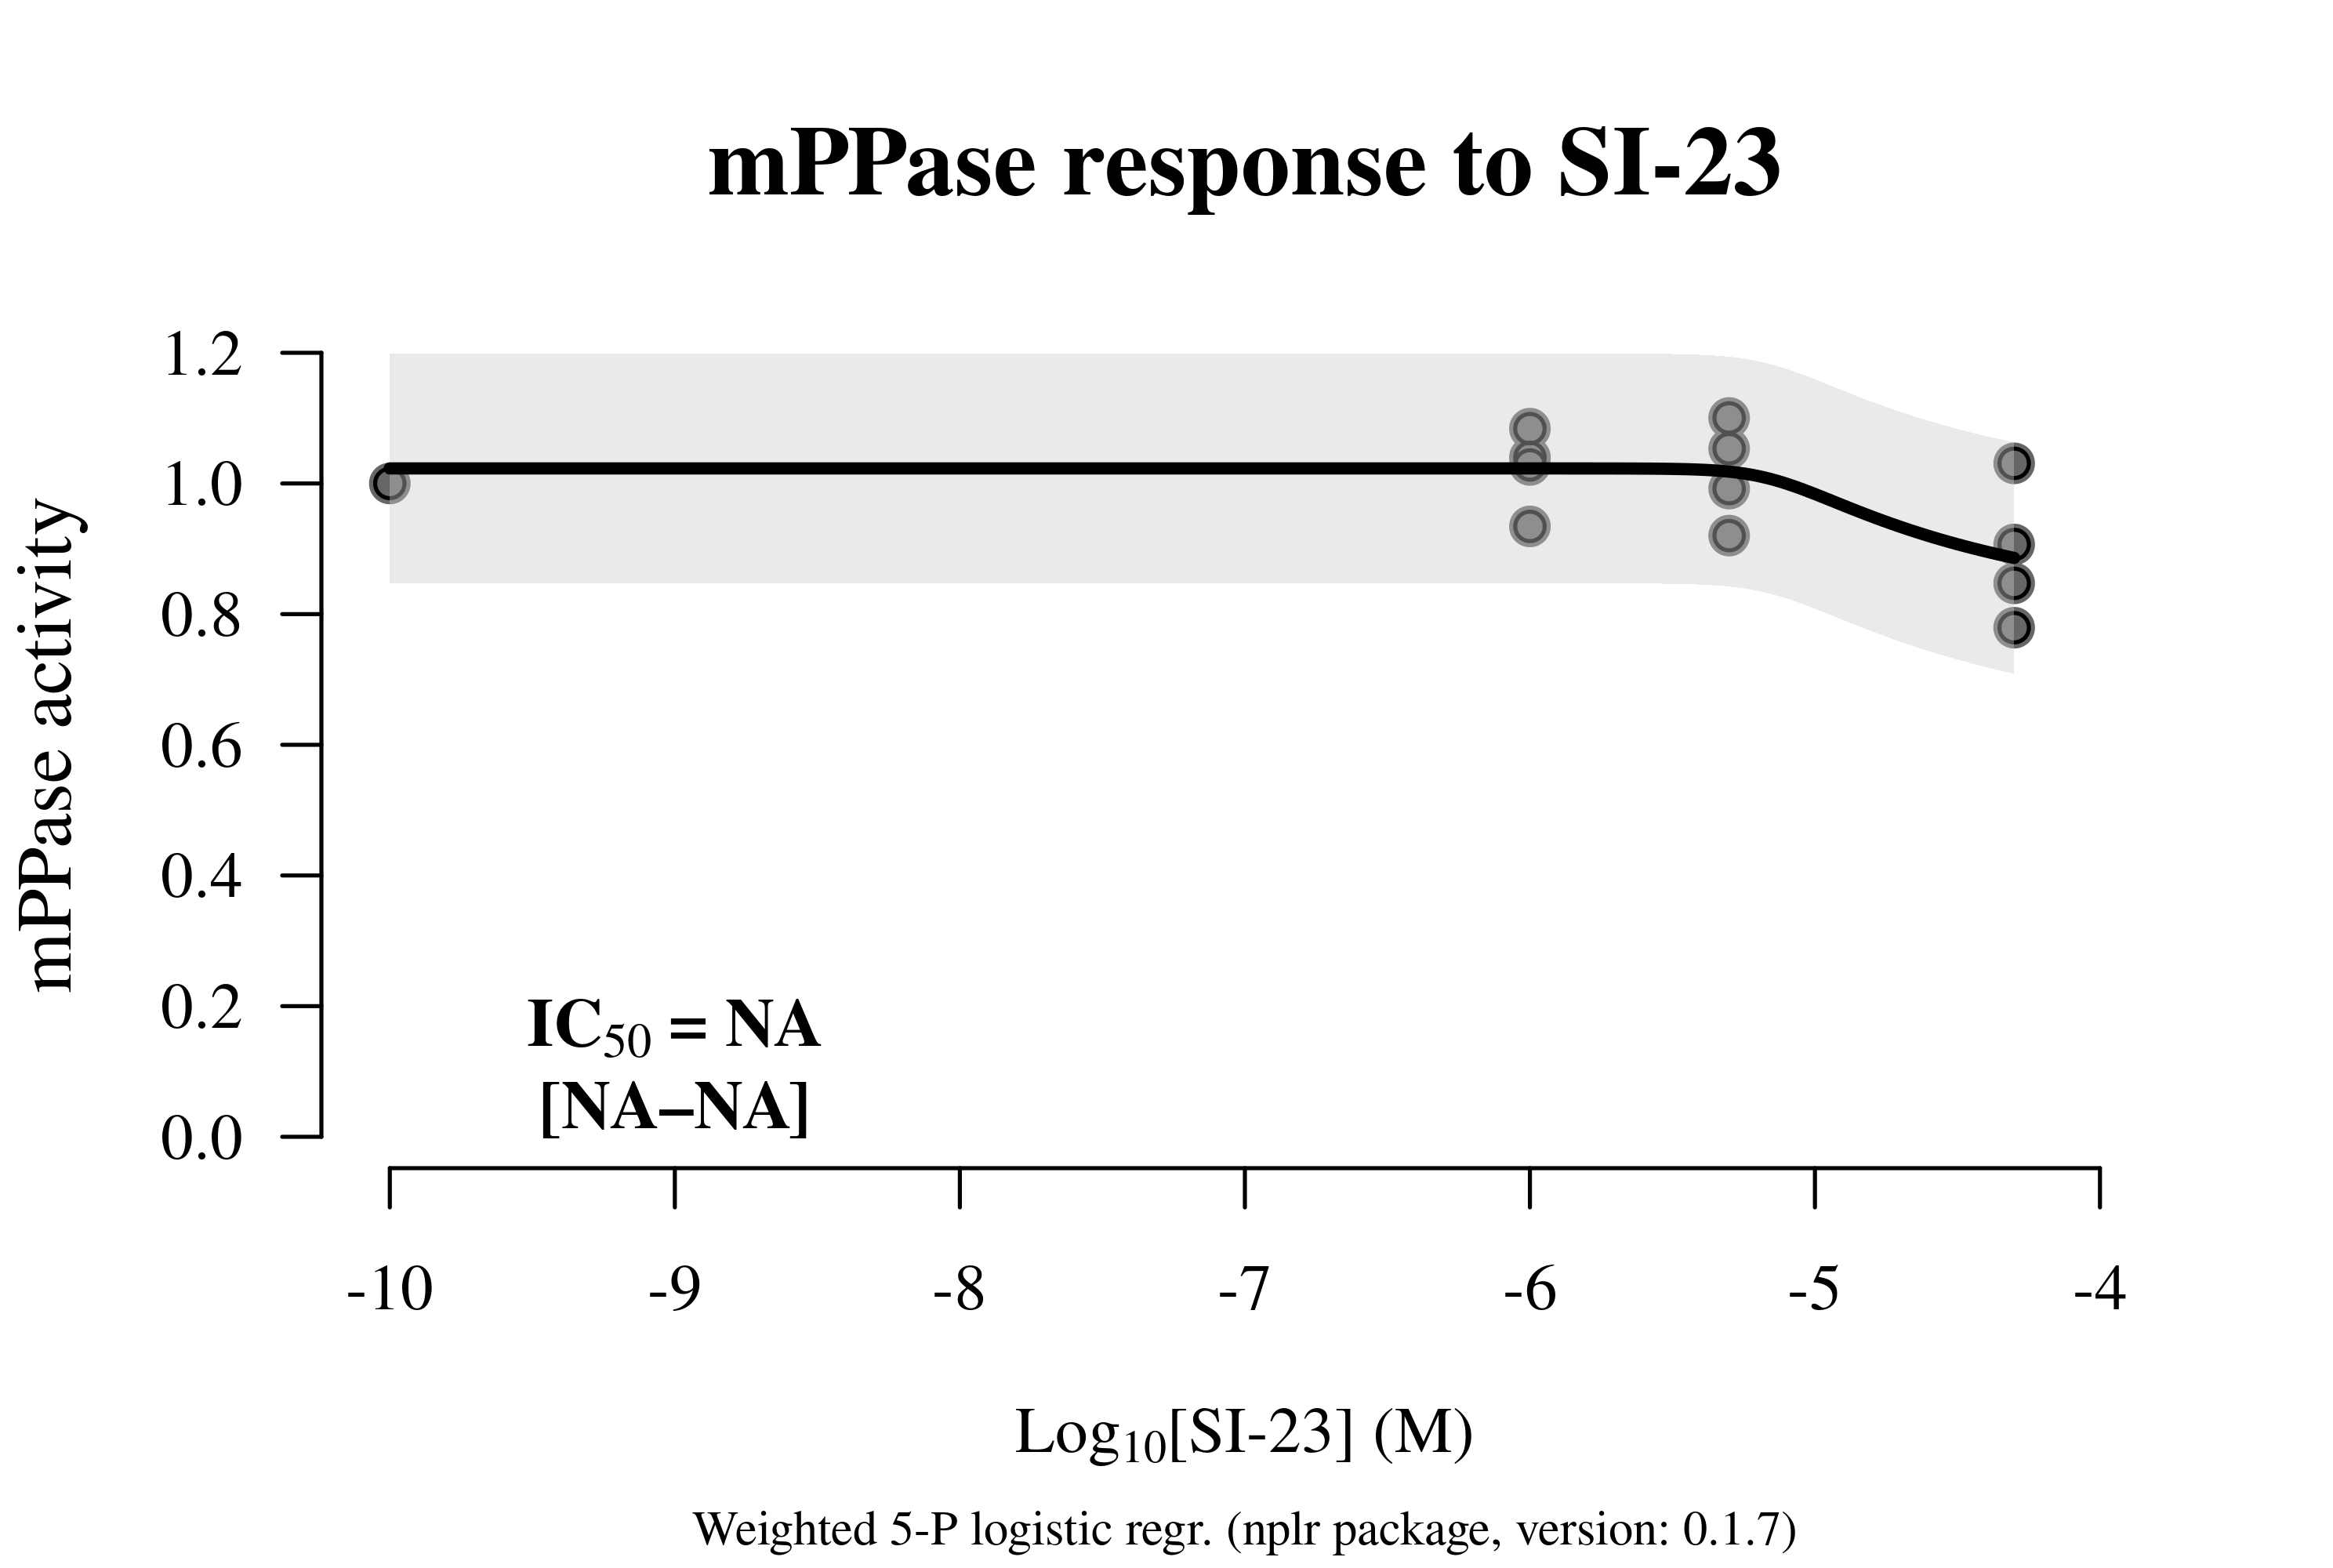 mPPase response to SI-23
mPPase activity
1.2
1.0
0.8
0.6
0.4
0.2
0.0
IC50 = NA
[NA–NA]
-10 -9 -8 -7 -6 -5 -4
Log10[SI-23] (M)
Weighted 5-P logistic regr. (nplr package, version: 0.1.7)